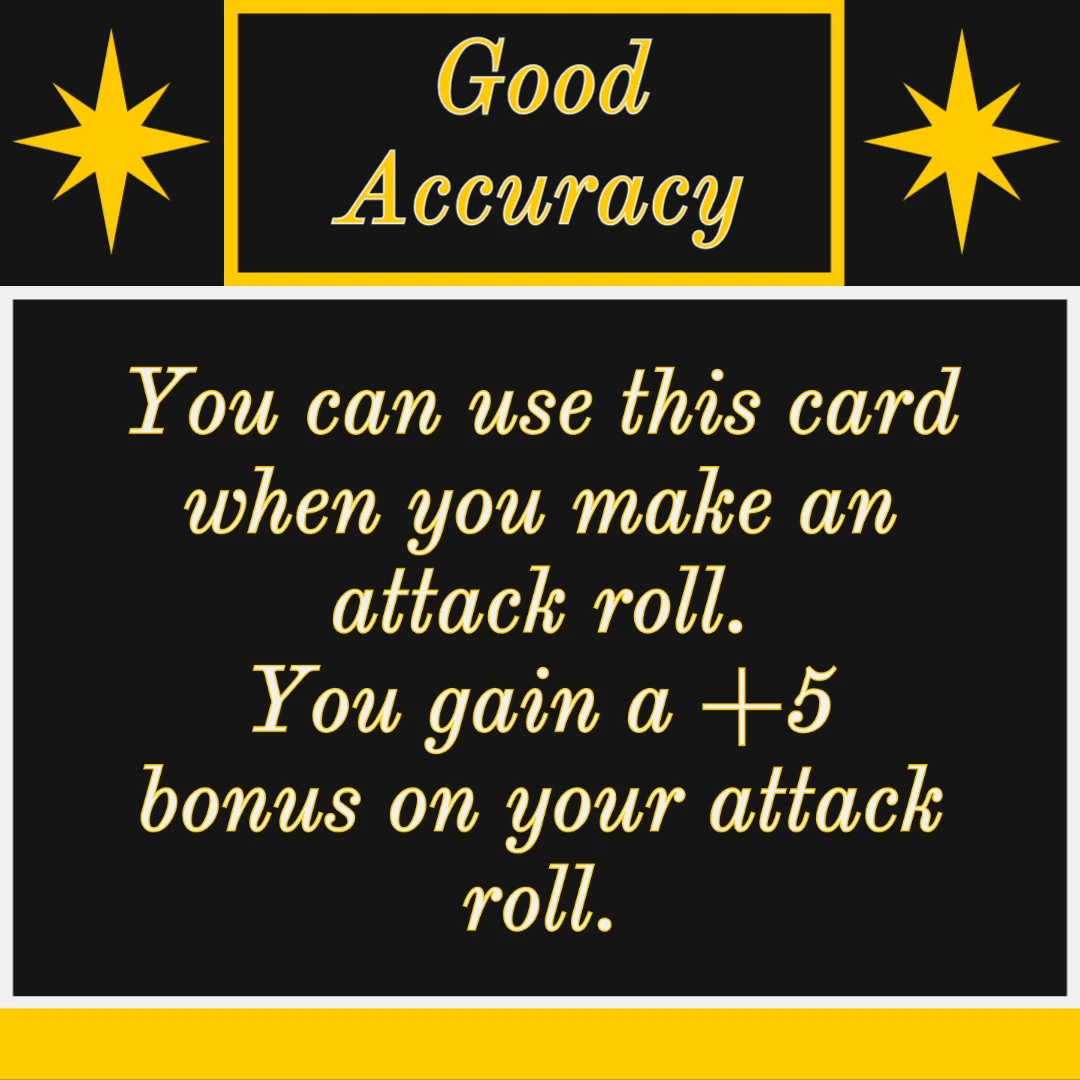 Good
Accuracy
You can use this card
when you make an
attack roll.
You gain a +5
bonus on your attack
roll.